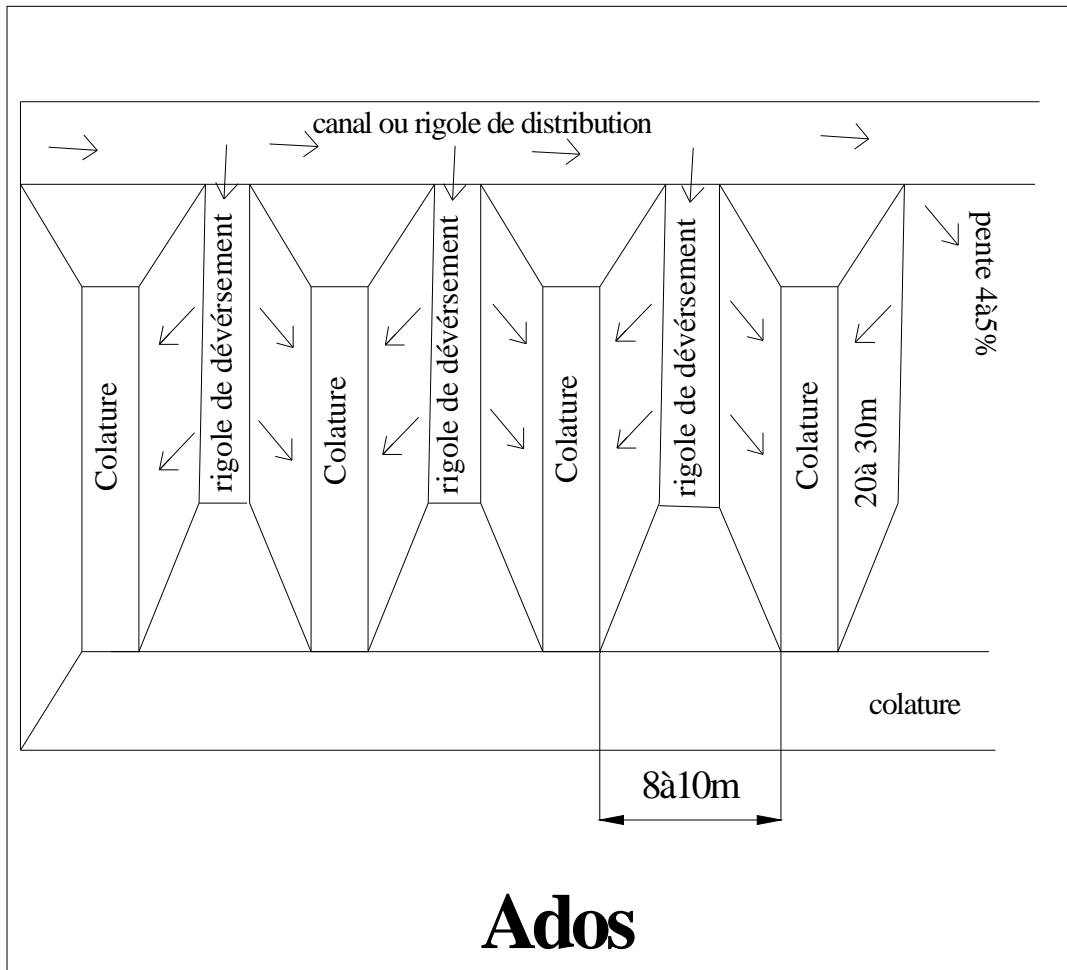 canal ou rigole de distribution
Colature
rigole de dévérsement
Colature
rigole de dévérsement
Colature
rigole de dévérsement
Colature
20à 30m
pente 4à5%
colature
8à10m
Ados